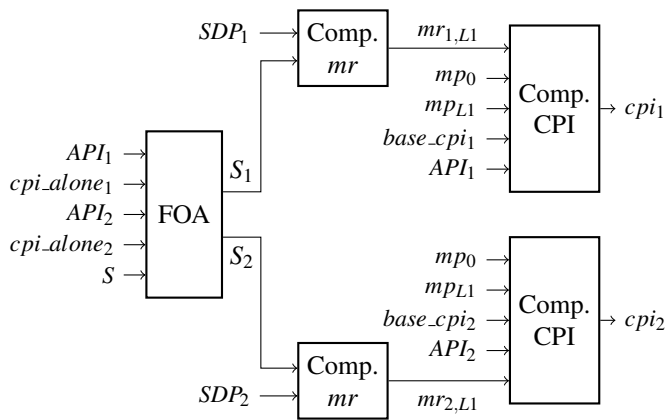 SDP₁
Comp.
mr
mr₁,L1
mp₀
mp_L1
base_cpi₁
API₁
Comp.
CPI
cpi₁
API₁
cpi_alone₁
API₂
cpi_alone₂
S
FOA
S₁
S₂
mp₀
mp_L1
base_cpi₂
API₂
Comp.
CPI
cpi₂
SDP₂
Comp.
mr
mr₂,L1